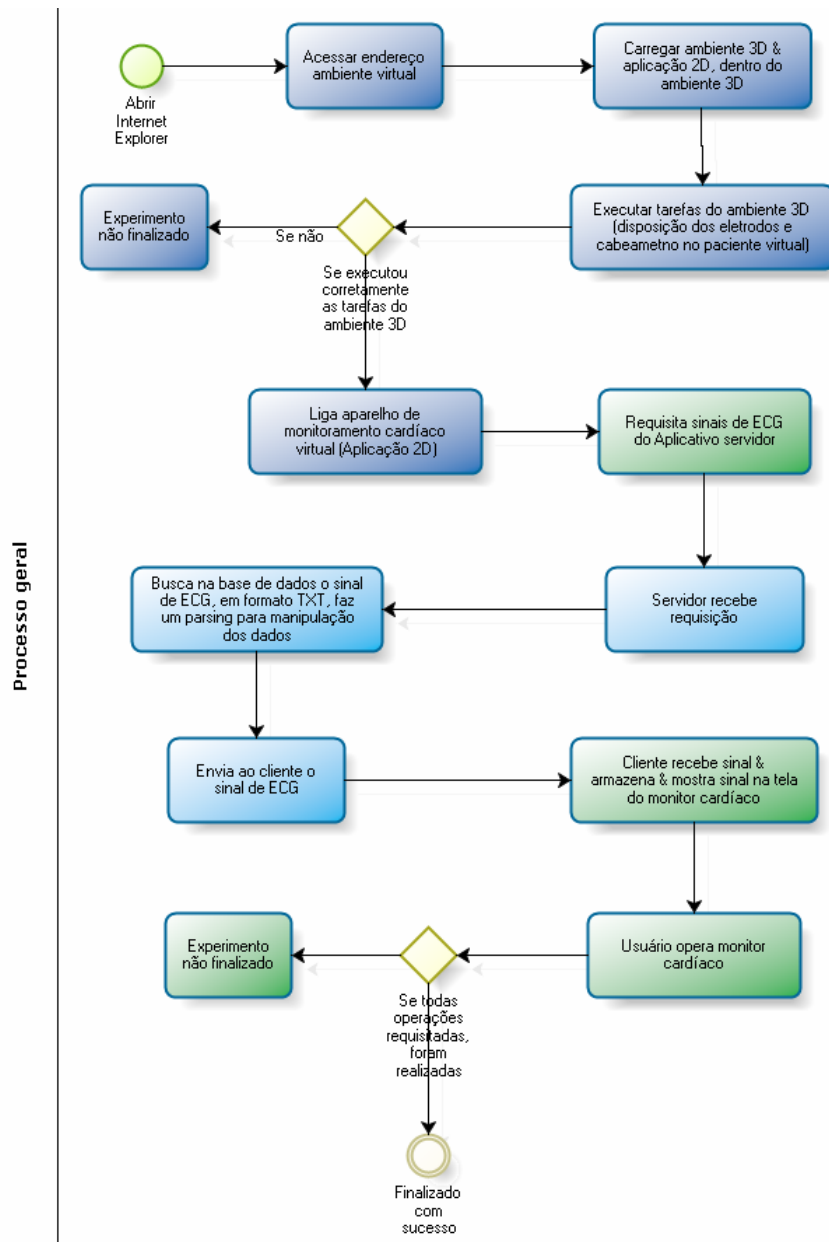 Processo geral
Abrir
Internet
Explorer
Acessar endereço
ambiente virtual
Carregar ambiente 3D &
aplicação 2D, dentro do
ambiente 3D
Executar tarefas do ambiente 3D
(disposição dos eletrodos e
cabeametno no paciente virtual)
Experimento
não finalizado
Se não
Se executou
corretamente
as tarefas do
ambiente 3D
Liga aparelho de
monitoramento cardíaco
virtual (Aplicação 2D)
Requisita sinais de ECG
do Aplicativo servidor
Servidor recebe
requisição
Busca na base de dados o sinal
de ECG, em formato TXT, faz
um parsing para manipulação
dos dados
Envia ao cliente o
sinal de ECG
Cliente recebe sinal &
armazena & mostra sinal na tela
do monitor cardíaco
Usuário opera monitor
cardíaco
Experimento
não finalizado
Se todas
operações
requisitadas,
foram
realizadas
Finalizado
com
sucesso